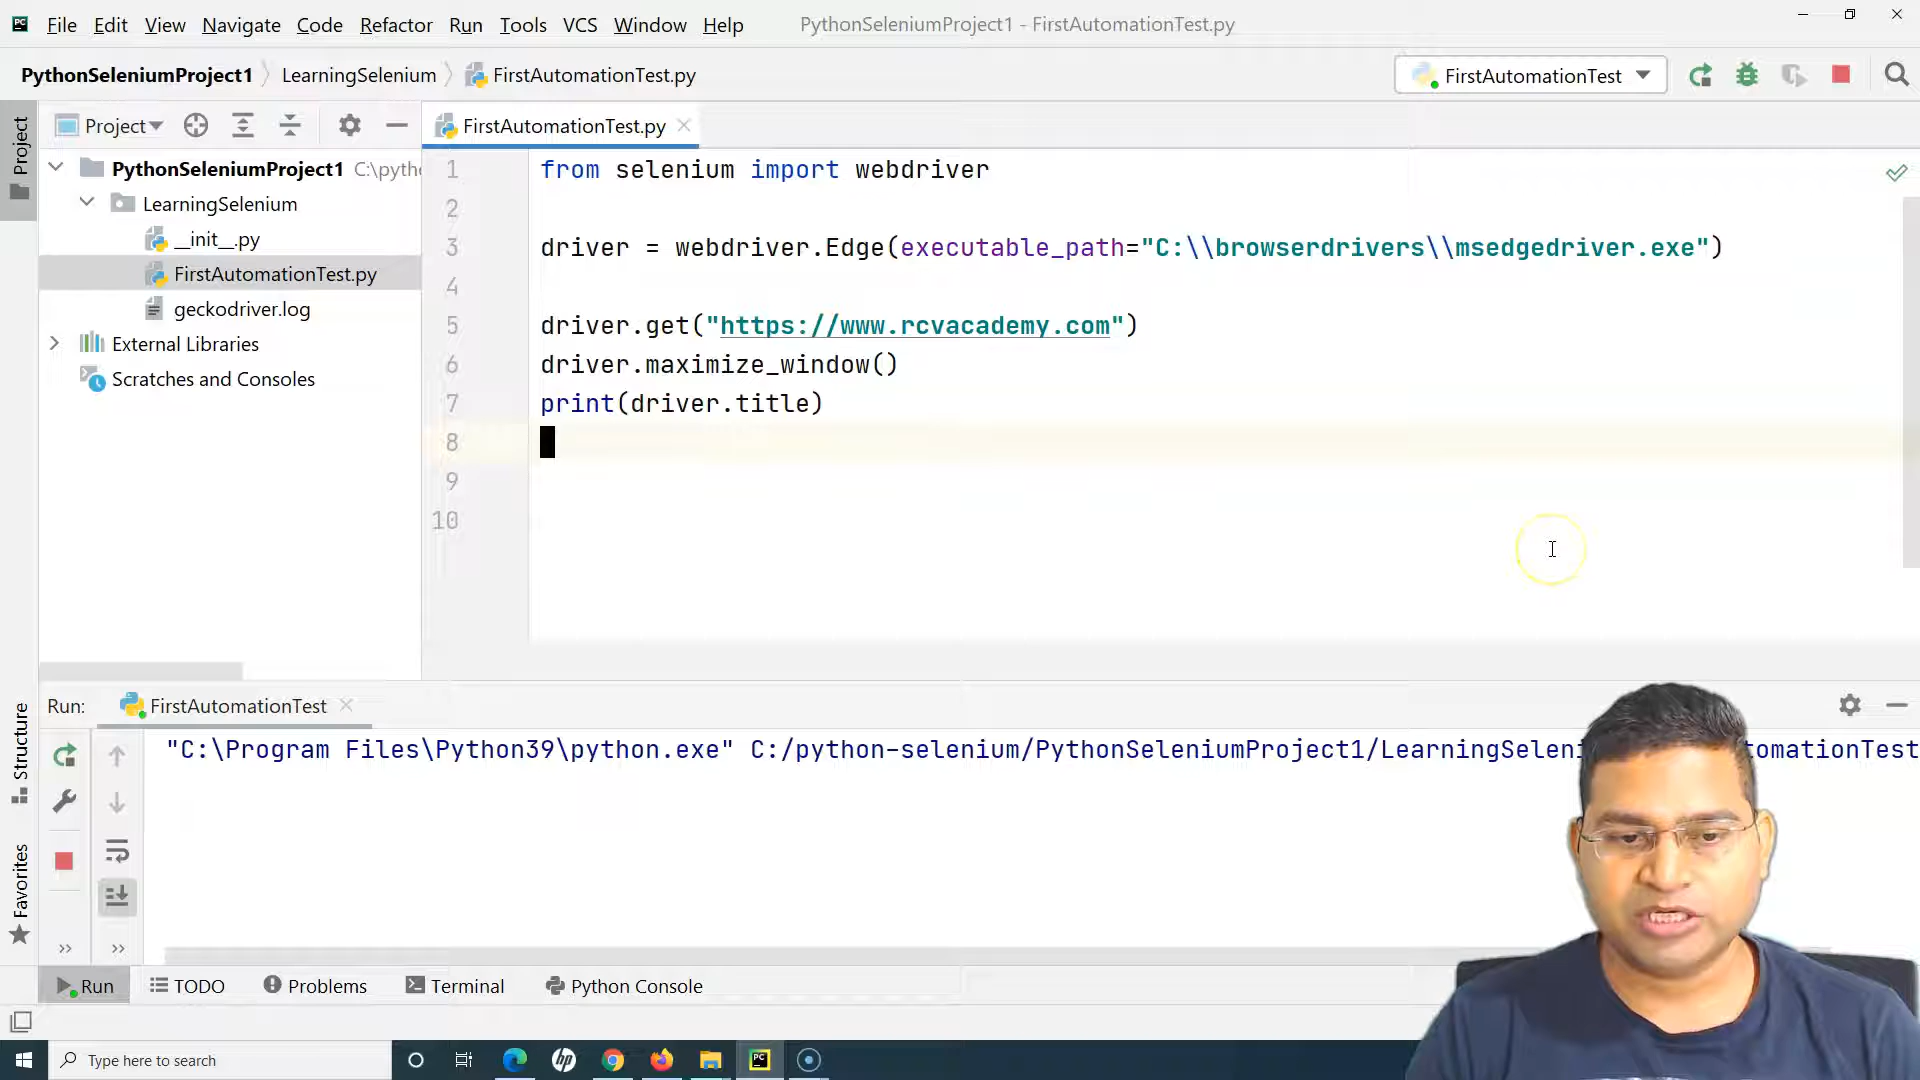 File Edit View Navigate Code Refactor Run Tools VCS Window Help PythonSeleniumProject1 - FirstAutomationTest.py
PythonSeleniumProject1 LearningSelenium FirstAutomationTest.py FirstAutomationTest
Project
Project FirstAutomationTest.py
PythonSeleniumProject1 C:\pythe
LearningSelenium
__init__.py
FirstAutomationTest.py
geckodriver.log
External Libraries
Scratches and Consoles
1 from selenium import webdriver
2
3 driver = webdriver.Edge(executable_path="C:\\browserdrivers\\msedgedriver.exe")
4
5 driver.get("https://www.rcvacademy.com")
6 driver.maximize_window()
7 print(driver.title)
8
9
10
Structure
Favorites
Run: FirstAutomationTest
"C:\Program Files\Python39\python.exe" C:/python-selenium/PythonSeleniumProject1/LearningSeleni tomationTest
Run TODO Problems Terminal Python Console
Type here to search
hp
PC